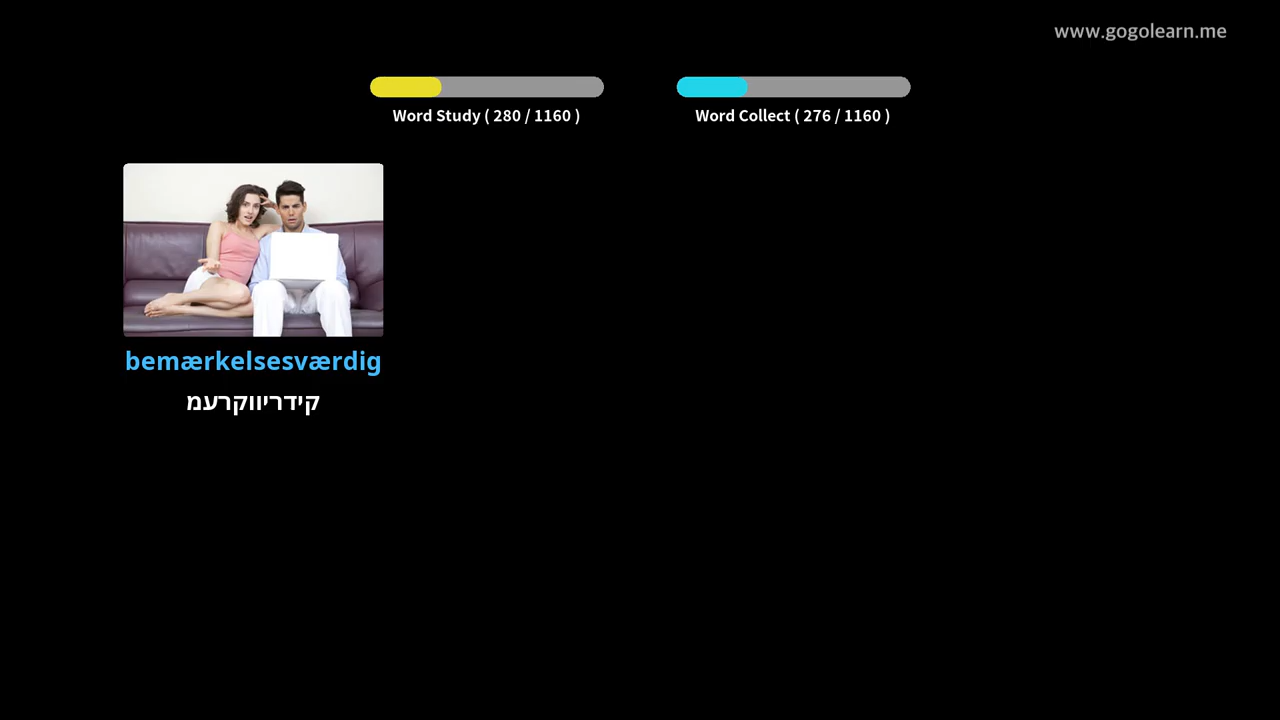 www.gogolearn.me
Word Study ( 280 / 1160 )
Word Collect ( 276 / 1160 )
bemærkelsesværdig
קידריווקרעמ